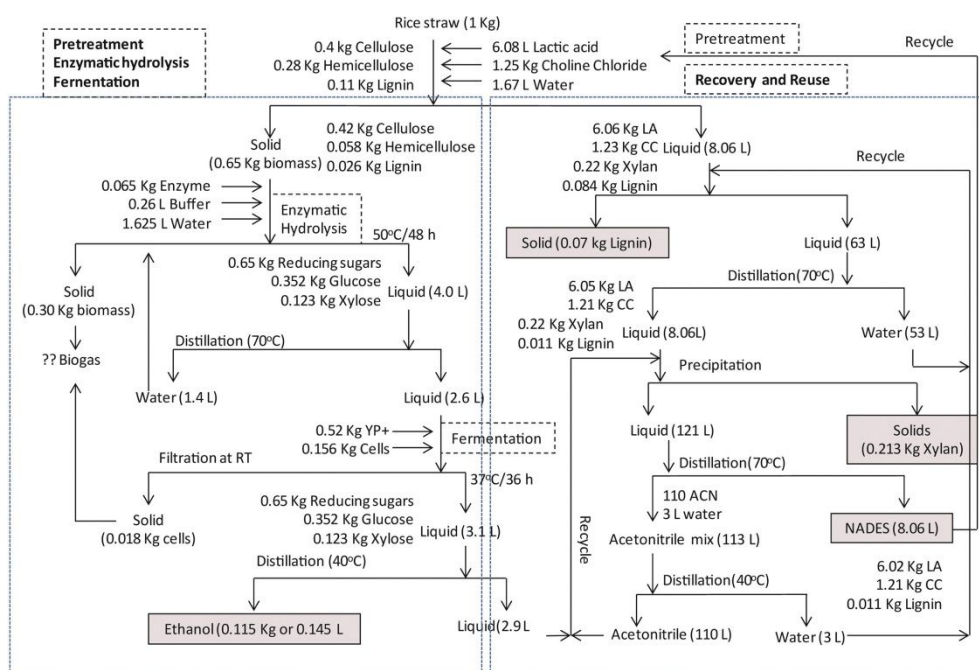 Rice straw (1 Kg)
Pretreatment
Enzymatic hydrolysis
Fernentation
0.4 kg Cellulose
0.28 Kg Hemicellulose
0.11 Kg Lignin
6.08 L Lactic acid
1.25 Kg Choline Chloride
1.67 L Water
Pretreatment
Recycle
Recovery and Reuse
Solid
(0.65 Kg biomass)
0.42 Kg Cellulose
0.058 Kg Hemicellulose
0.026 Kg Lignin
0.065 Kg Enzyme
0.26 L Buffer
1.625 L Water
Enzymatic
Hydrolysis
50°C/48 h
Solid
(0.30 Kg biomass)
0.65 Kg Reducing sugars
0.352 Kg Glucose
0.123 Kg Xylose
Liquid (4.0 L)
?? Biogas
Distillation (70°C)
Water (1.4 L)
Liquid (2.6 L)
0.52 Kg YP+
0.156 Kg Cells
Fermentation
Filtration at RT
37°C/36 h
Solid
(0.018 Kg cells)
0.65 Kg Reducing sugars
0.352 Kg Glucose
0.123 Kg Xylose
Liquid (3.1 L)
Distillation (40°C)
Ethanol (0.115 Kg or 0.145 L
Liquid(2.9 L
6.06 Kg LA
1.23 Kg CC
0.22 Kg Xylan
0.084 Kg Lignin
Liquid (8.06 L)
Recycle
Solid (0.07 kg Lignin)
Liquid (63 L)
Distillation(70°C)
6.05 Kg LA
1.21 Kg CC
0.22 Kg Xylan
0.011 Kg Lignin
Liquid (8.06L)
Water (53 L)
Precipitation
Liquid (121 L)
Solids
(0.213 Kg Xylan)
Distillation(70°C)
110 ACN
3 L water
Acetonitrile mix (113 L)
NADES (8.06 L)
Recycle
6.02 Kg LA
1.21 Kg CC
0.011 Kg Lignin
Distillation(40°C)
Acetonitrile (110 L)
Water (3 L)